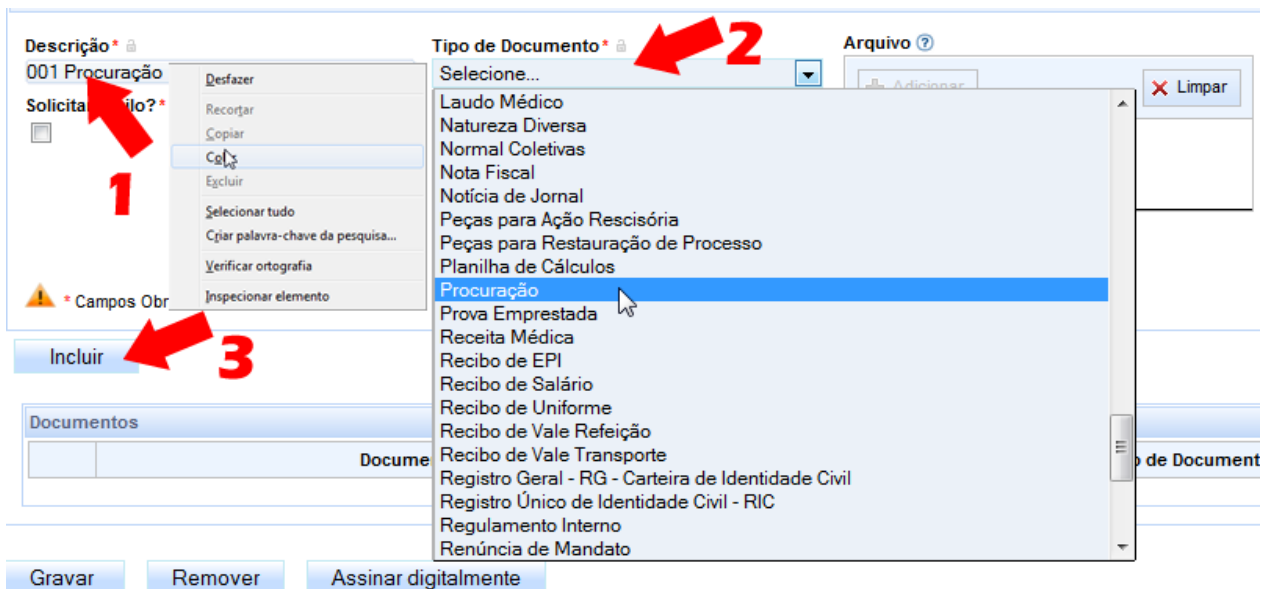 Descrição*
Tipo de Documento*
Arquivo
001 Procuração
Selecione...
Adicionar
Limpar
Solicitar
ilo?*
Desfazer
Recortar
Copiar
Excluir
Selecionar tudo
Criar palavra-chave da pesquisa...
Verificar ortografia
Inspecionar elemento
1
2
Laudo Médico
Natureza Diversa
Normal Coletivas
Nota Fiscal
Notícia de Jornal
Peças para Ação Rescisória
Peças para Restauração de Processo
Planilha de Cálculos
Procuração
Prova Emprestada
Receita Médica
Recibo de EPI
Recibo de Salário
Recibo de Uniforme
Recibo de Vale Refeição
Recibo de Vale Transporte
Registro Geral - RG - Carteira de Identidade Civil
Registro Único de Identidade Civil - RIC
Regulamento Interno
Renúncia de Mandato
* Campos Obr
Incluir
3
Documentos
Docume
de Document
Gravar
Remover
Assinar digitalmente